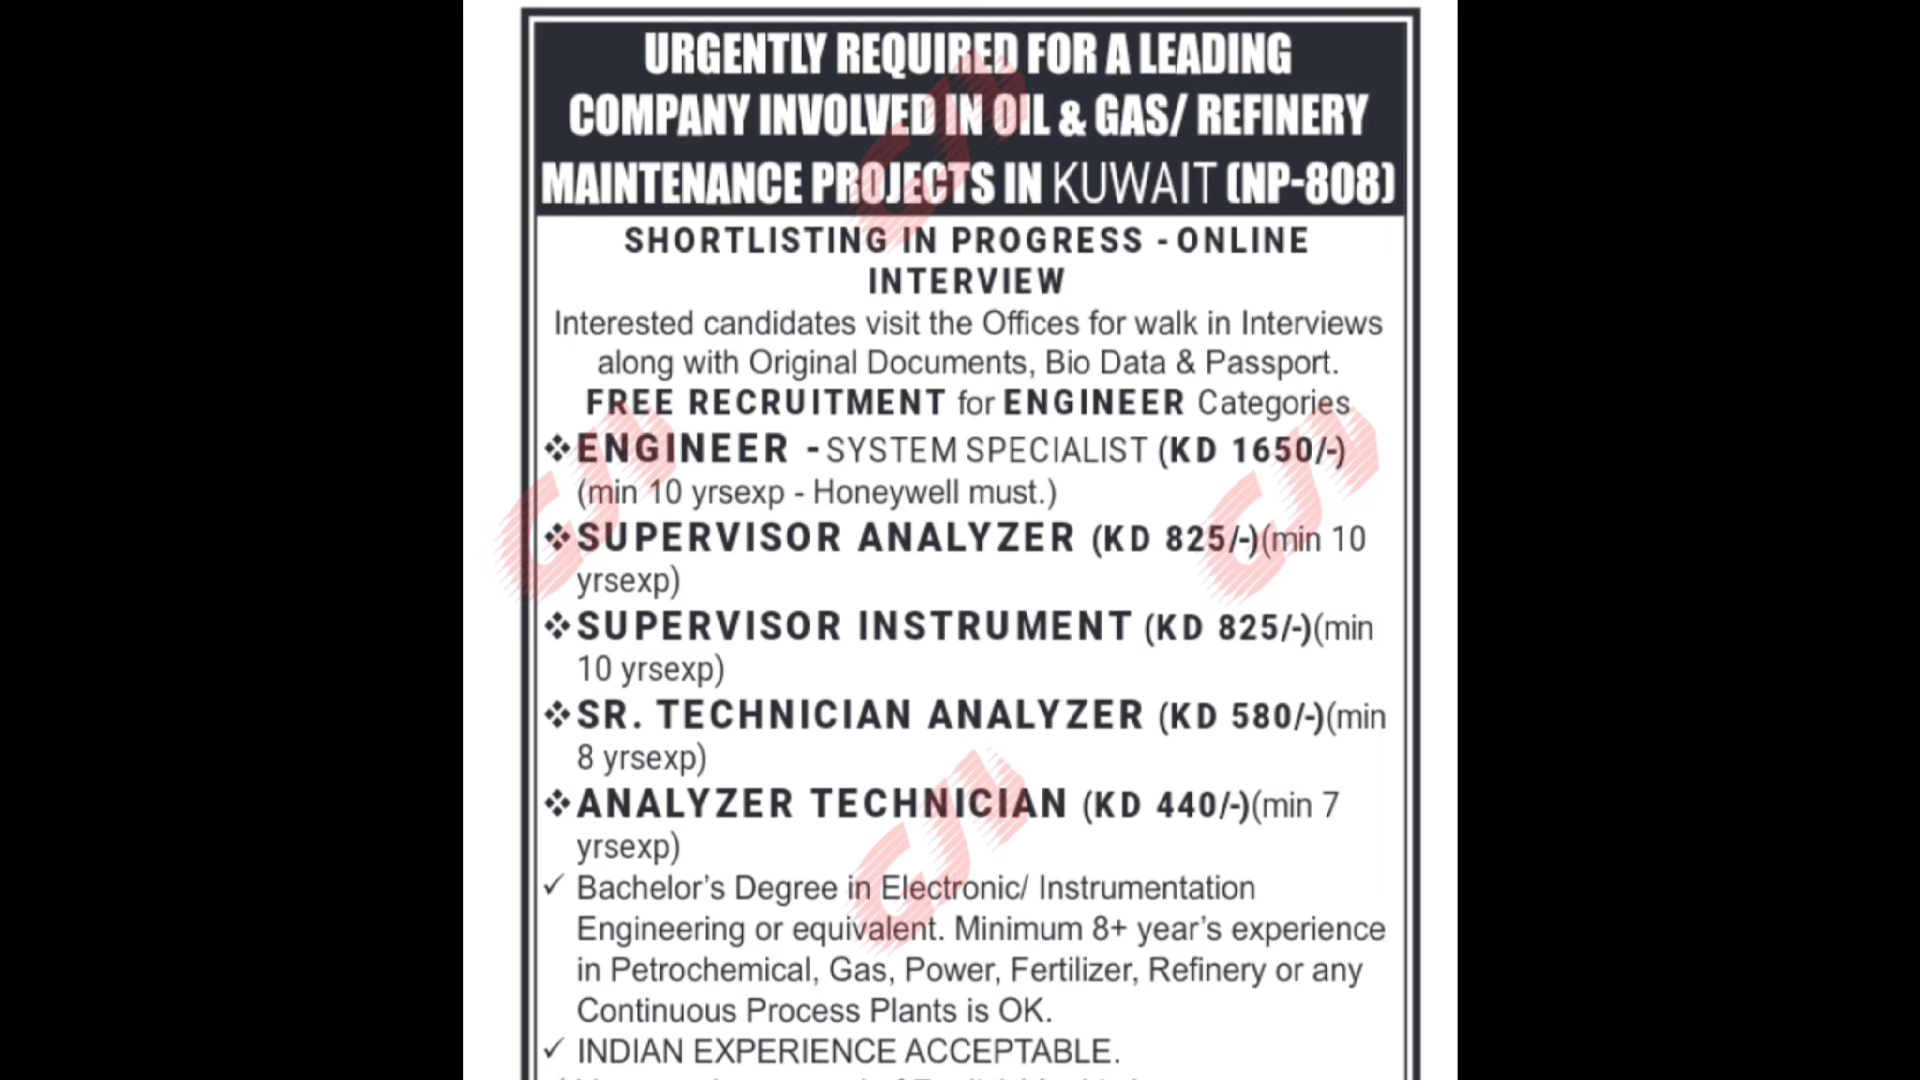 URGENTLY REQUIRED FOR A LEADING
COMPANY INVOLVED IN OIL & GAS/ REFINERY
MAINTENANCE PROJECTS IN KUWAIT (NP-808)
SHORTLISTING IN PROGRESS - ONLINE
INTERVIEW
Interested candidates visit the Offices for walk in Interviews
along with Original Documents, Bio Data & Passport.
FREE RECRUITMENT for ENGINEER Categories
❖ENGINEER - SYSTEM SPECIALIST (KD 1650/-)
(min 10 yrsexp - Honeywell must.)
❖SUPERVISOR ANALYZER (KD 825/-)(min 10
yrsexp)
❖SUPERVISOR INSTRUMENT (KD 825/-)(min
10 yrsexp)
❖SR. TECHNICIAN ANALYZER (KD 580/-)(min
8 yrsexp)
❖ANALYZER TECHNICIAN (KD 440/-)(min 7
yrsexp)
✓ Bachelor’s Degree in Electronic/ Instrumentation
Engineering or equivalent. Minimum 8+ year’s experience
in Petrochemical, Gas, Power, Fertilizer, Refinery or any
Continuous Process Plants is OK.
✓ INDIAN EXPERIENCE ACCEPTABLE.